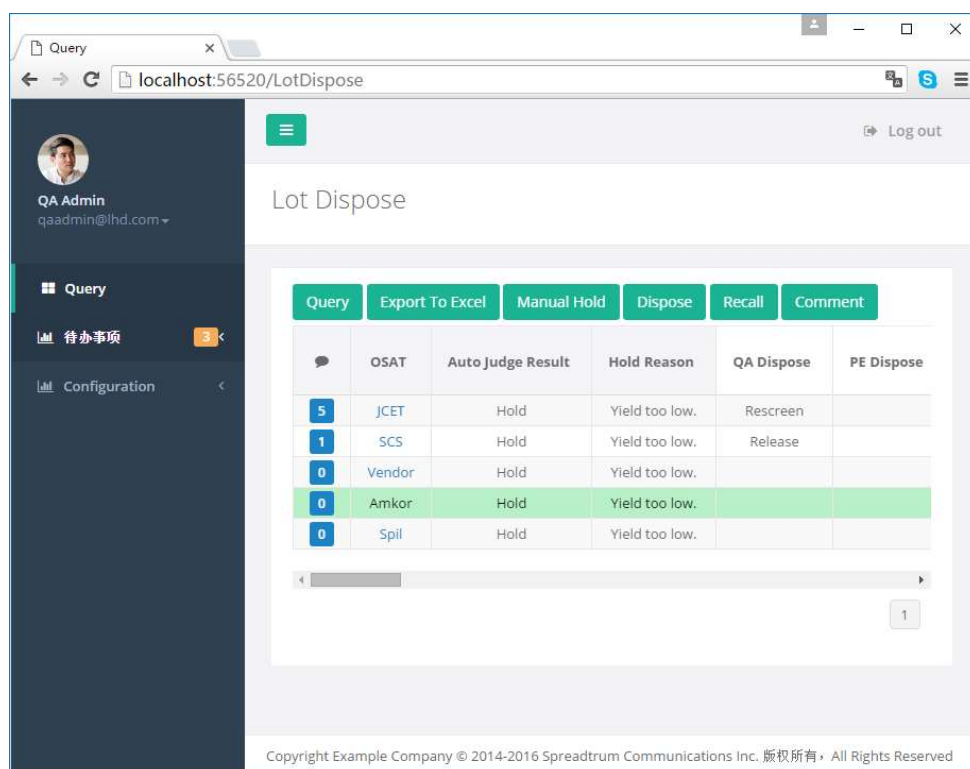 Query
localhost:56520/LotDispose
Log out
QA Admin
qaadmin@lhd.com
Lot Dispose
Query
待办事项 3
Configuration
Query Export To Excel Manual Hold Dispose Recall Comment
OSAT Auto Judge Result Hold Reason QA Dispose PE Dispose
5 JCET Hold Yield too low. Rescreen
1 SCS Hold Yield too low. Release
0 Vendor Hold Yield too low.
0 Amkor Hold Yield too low.
0 Spil Hold Yield too low.
1
Copyright Example Company © 2014-2016 Spreadtrum Communications Inc. 版权所有，All Rights Reserved